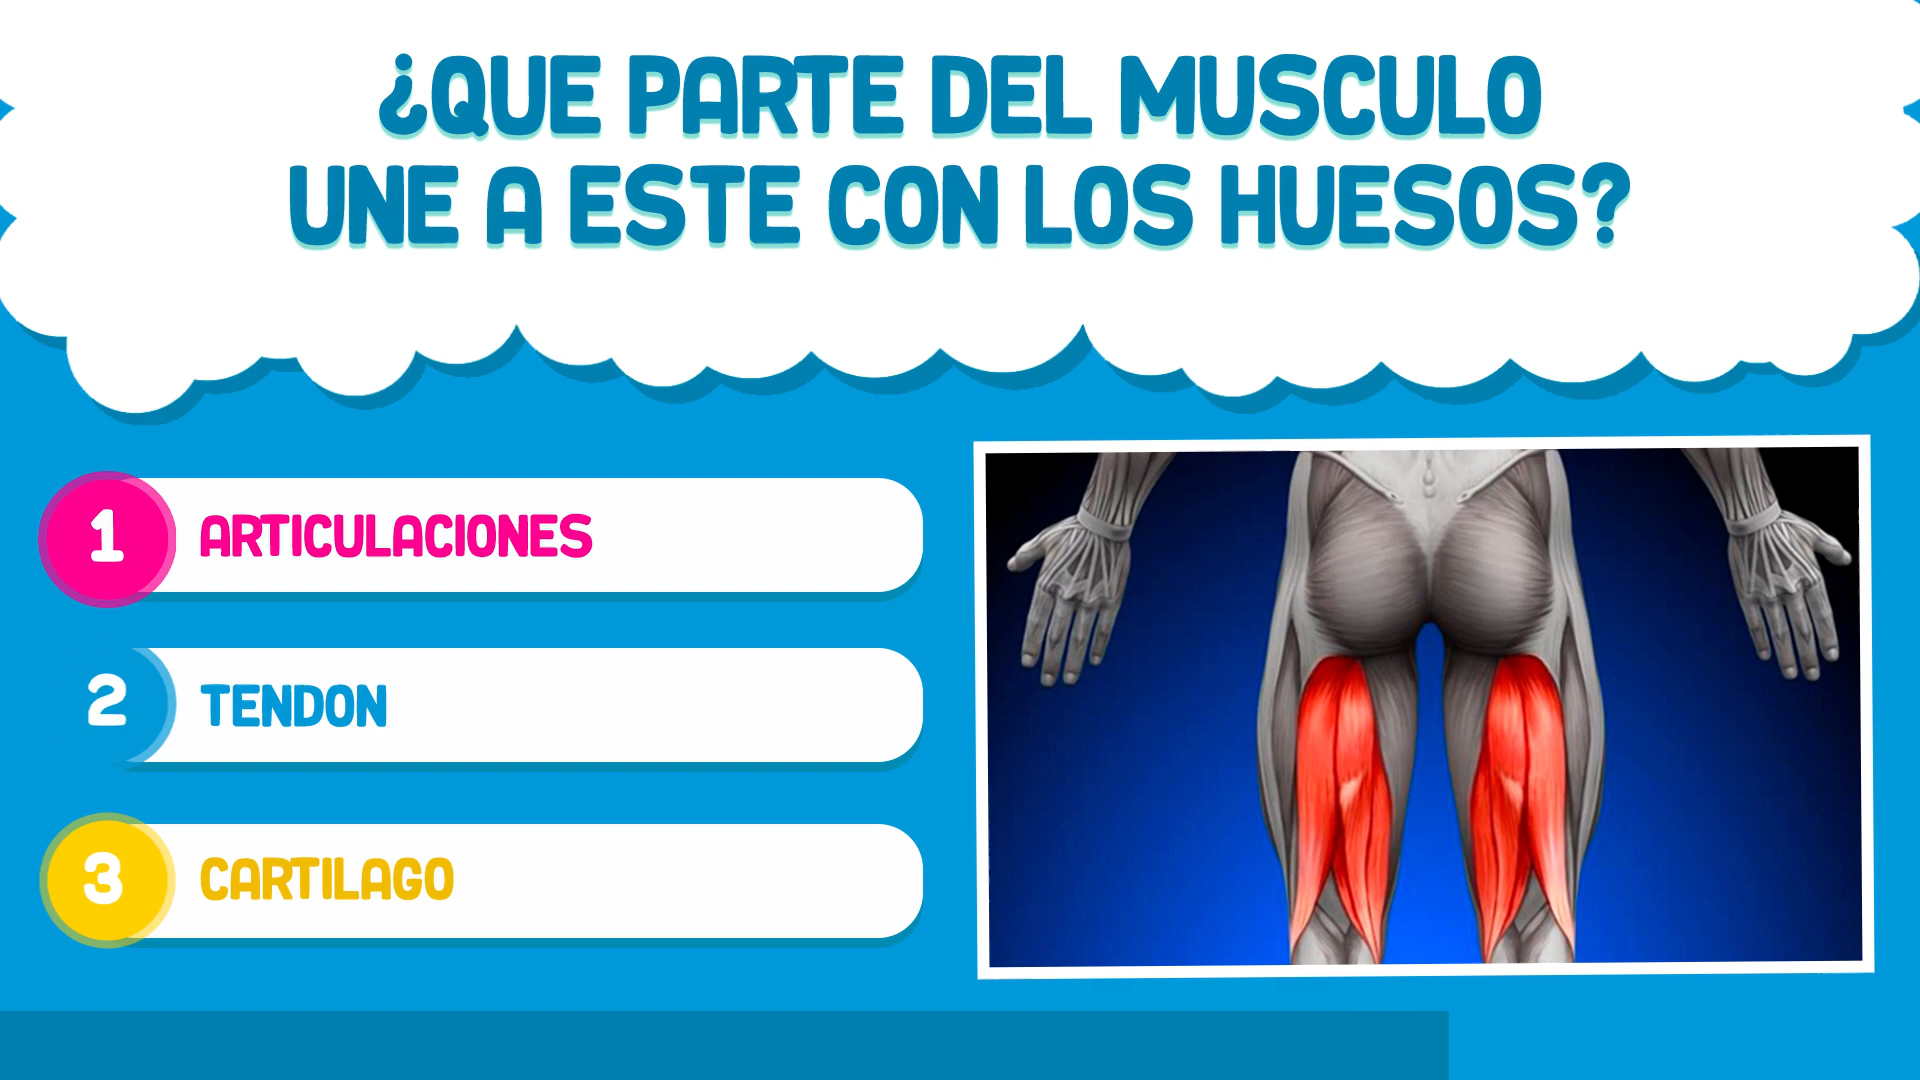 ¿QUE PARTE DEL MUSCULO
UNE A ESTE CON LOS HUESOS?
1 ARTICULACIONES
2 TENDON
3 CARTILAGO